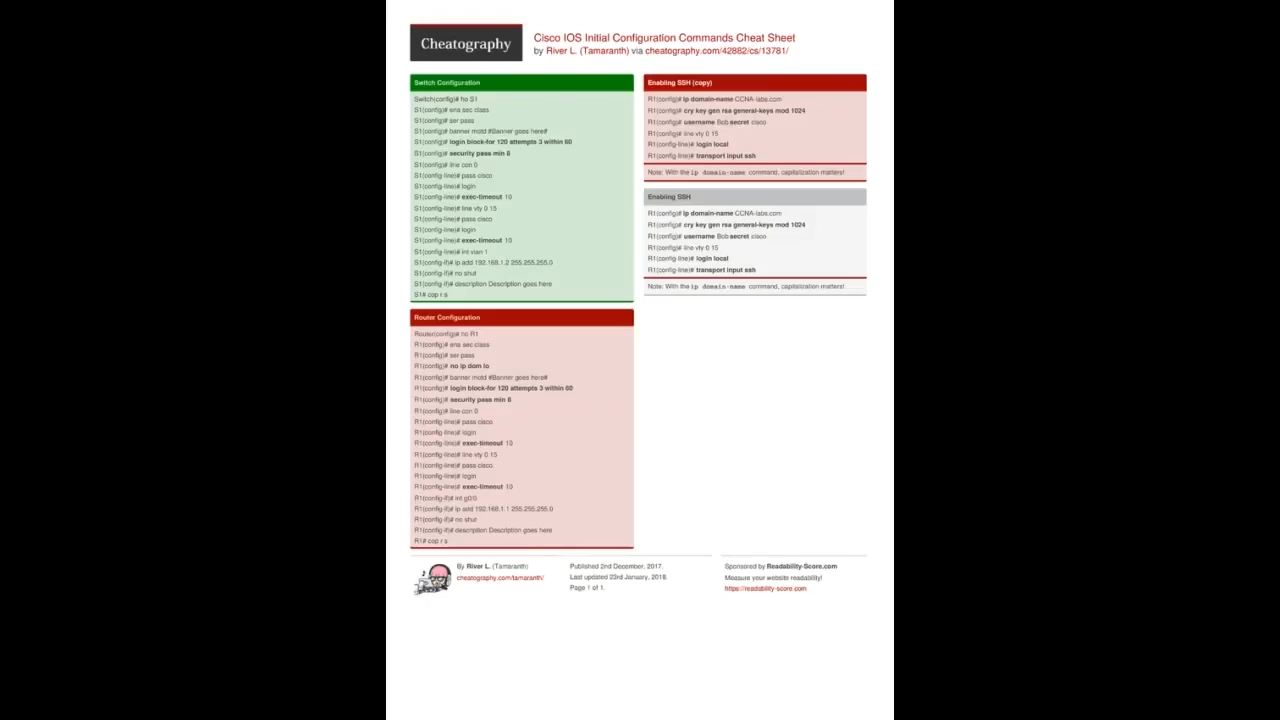 Cheatography
Cisco IOS Initial Configuration Commands Cheat Sheet
by River L. (Tamaranth) via cheatography.com/42882/cs/13781/
Switch Configuration
Switch(config)# ho S1
S1(config)# ena sec class
S1(config)# ser pass
S1(config)# banner motd #Banner goes here#
S1(config)# login block-for 120 attempts 3 within 60
S1(config)# security pass min 8
S1(config)# line con 0
S1(config-line)# pass cisco
S1(config-line)# login
S1(config-line)# exec-timeout 10
S1(config-line)# line vty 0 15
S1(config-line)# pass cisco
S1(config-line)# login
S1(config-line)# exec-timeout 10
S1(config-line)# int vlan 1
S1(config-if)# ip add 192.168.1.2 255.255.255.0
S1(config-if)# no shut
S1(config-if)# description Description goes here
S1# cop r s
Router Configuration
Router(config)# ho R1
R1(config)# ena sec class
R1(config)# ser pass
R1(config)# no ip dom lo
R1(config)# banner motd #Banner goes here#
R1(config)# login block-for 120 attempts 3 within 60
R1(config)# security pass min 8
R1(config)# line con 0
R1(config-line)# pass cisco
R1(config-line)# login
R1(config-line)# exec-timeout 10
R1(config-line)# line vty 0 15
R1(config-line)# pass cisco
R1(config-line)# login
R1(config-line)# exec-timeout 10
R1(config-if)# int g0/0
R1(config-if)# ip add 192.168.1.1 255.255.255.0
R1(config-if)# no shut
R1(config-if)# description Description goes here
R1# cop r s
Enabling SSH (copy)
R1(config)# ip domain-name CCNA-labs.com
R1(config)# cry key gen rsa general-keys mod 1024
R1(config)# username Bob secret cisco
R1(config)# line vty 0 15
R1(config-line)# login local
R1(config-line)# transport input ssh
Note: With the ip domain-name command, capitalization matters!
Enabling SSH
R1(config)# ip domain-name CCNA-labs.com
R1(config)# cry key gen rsa general-keys mod 1024
R1(config)# username Bob secret cisco
R1(config)# line vty 0 15
R1(config-line)# login local
R1(config-line)# transport input ssh
Note: With the ip domain-name command, capitalization matters!
By River L. (Tamaranth)
cheatography.com/tamaranth/
Published 2nd December, 2017.
Last updated 23rd January, 2018.
Page 1 of 1.
Sponsored by Readability-Score.com
Measure your website readability!
https://readability-score.com